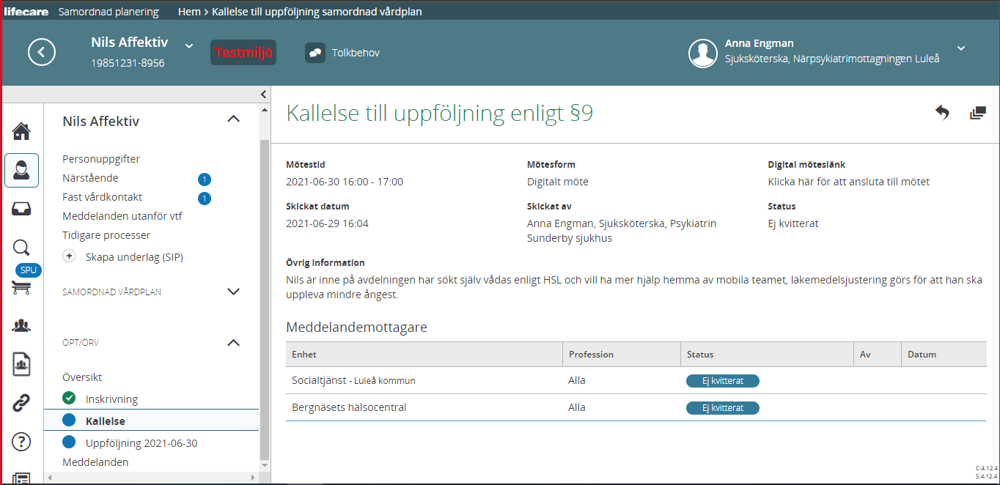 lifecare Samordnad planering Hem > Kallelse till uppföljning samordnad vårdplan
Nils Affektiv
19851231-8956
Testmiljö
Tolkbehov
Anna Engman
Sjuksköterska, Närpsykiatrimottagningen Luleå
Nils Affektiv
Personuppgifter
Närstående 1
Fast vårdkontakt 1
Meddelanden utanför vtf
Tidigare processer
+ Skapa underlag (SIP)
SPU
SAMORDNAD VÅRDPLAN
ÖPT/ÖRV
Översikt
Inskrivning
Kallelse
Uppföljning 2021-06-30
Meddelanden
Kallelse till uppföljning enligt §9
Mötestid Mötesform Digital möteslänk
2021-06-30 16:00 - 17:00 Digitalt möte Klicka här för att ansluta till mötet
Skickat datum Skickat av Status
2021-06-29 16:04 Anna Engman, Sjuksköterska, Psykiatrin Ej kvitterat
Sunderby sjukhus
Övrig information
Nils är inne på avdelningen har sökt själv vådas enligt HSL och vill ha mer hjälp hemma av mobila teamet, läkemedelsjustering görs för att han ska
uppleva mindre ångest.
Meddelandemottagare
Enhet Profession Status Av Datum
Socialtjänst - Luleå kommun Alla Ej kvitterat
Bergnäsets hälsocentral Alla Ej kvitterat
C:4.12.4
S:4.12.4